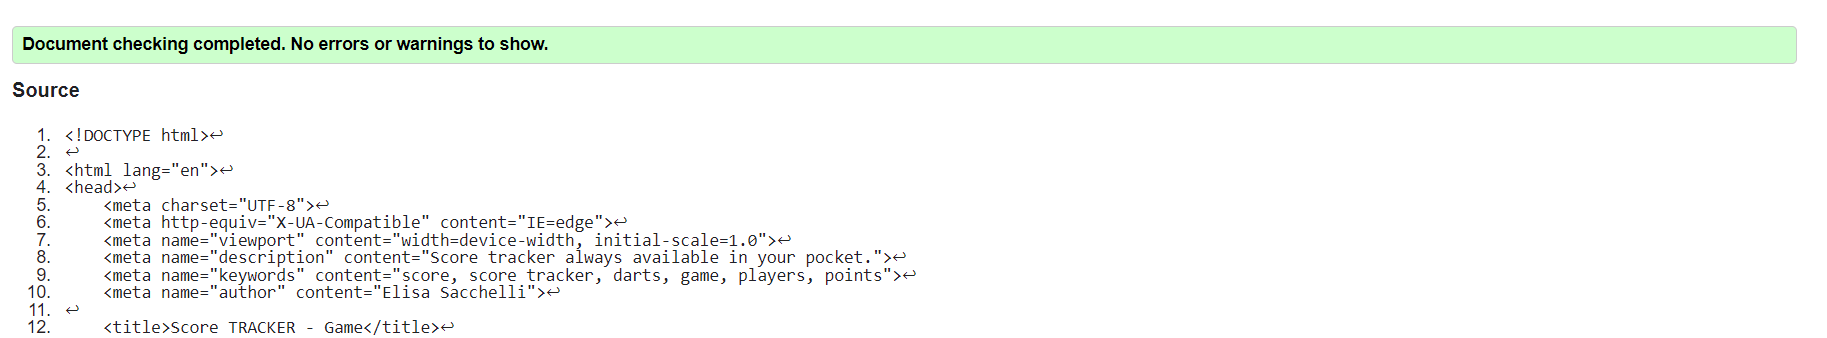 Document checking completed. No errors or warnings to show.
Source
1. <!DOCTYPE html>↩
2. ↩
3. <html lang="en">↩
4. <head>↩
5.     <meta charset="UTF-8">↩
6.     <meta http-equiv="X-UA-Compatible" content="IE=edge">↩
7.     <meta name="viewport" content="width=device-width, initial-scale=1.0">↩
8.     <meta name="description" content="Score tracker always available in your pocket.">↩
9.     <meta name="keywords" content="score, score tracker, darts, game, players, points">↩
10.     <meta name="author" content="Elisa Sacchelli">↩
11. ↩
12.     <title>Score TRACKER - Game</title>↩